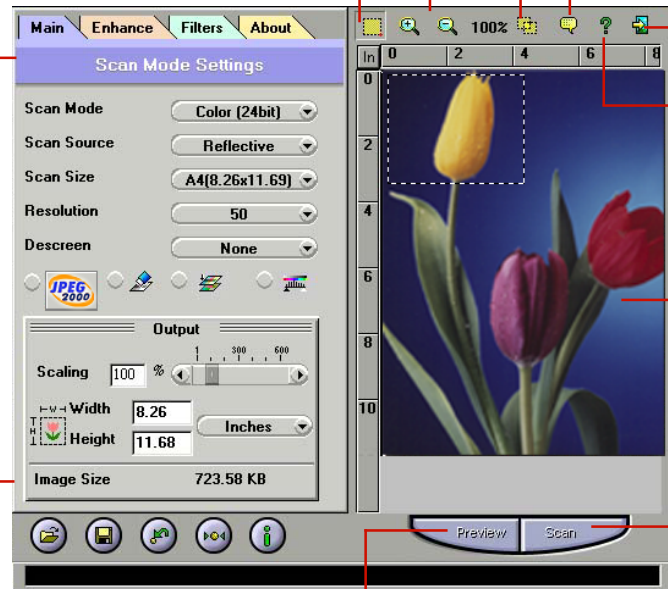 Main Enhance Filters About
100%
Scan Mode Settings
In 0 2 4 6 8
0
2
4
6
8
10
Scan Mode Color (24bit)
Scan Source Reflective
Scan Size A4(8.26x11.69)
Resolution 50
Descreen None
JPEG
2000
Output
1 300 600
Scaling 100 %
W Width 8.26
H Height 11.68
Inches
Image Size 723.58 KB
Preview Scan